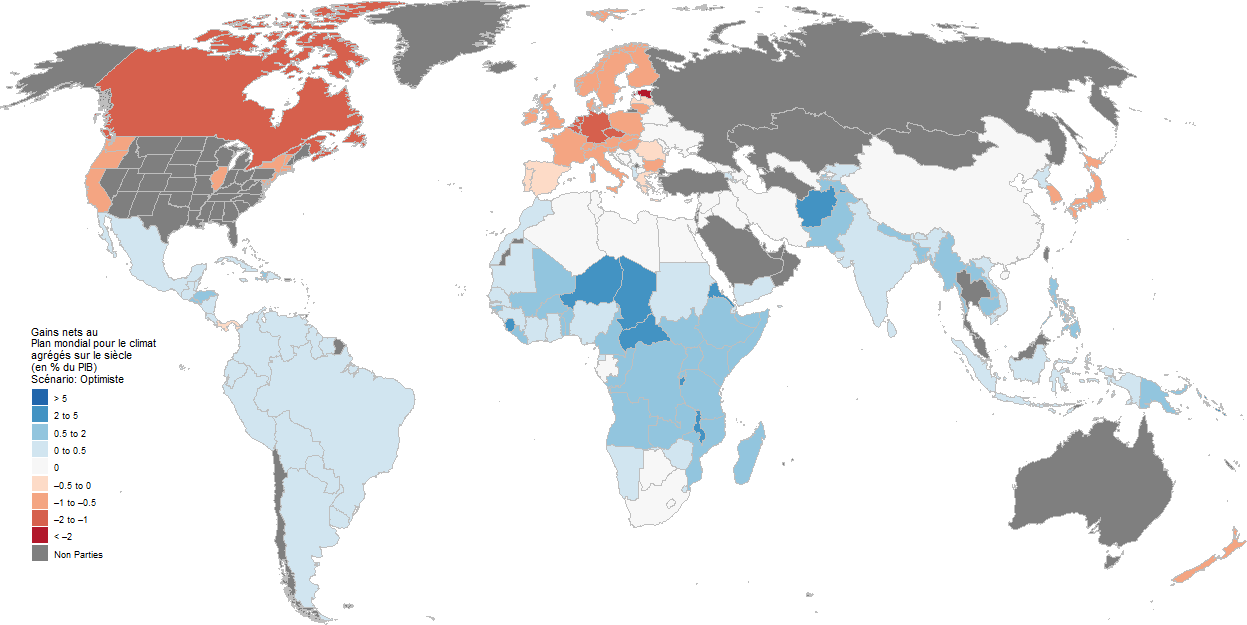 Gains nets au
Plan mondial pour le climat
agrégés sur le siècle
(en % du PIB)
Scénario: Optimiste
> 5
2 to 5
0.5 to 2
0 to 0.5
0
–0.5 to 0
–1 to –0.5
–2 to –1
< –2
Non Parties